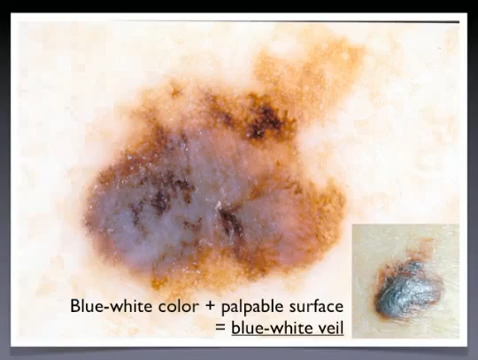 Blue-white color + palpable surface
= blue-white veil